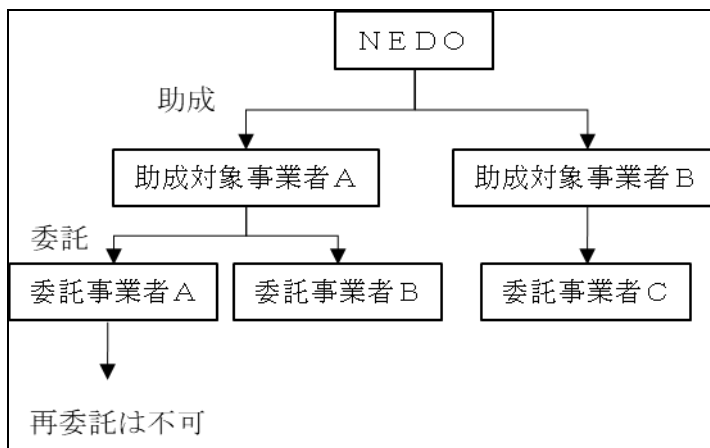 ＮＥＤＯ
助成
助成対象事業者Ａ
助成対象事業者Ｂ
委託
委託事業者Ａ
委託事業者Ｂ
委託事業者Ｃ
再委託は不可